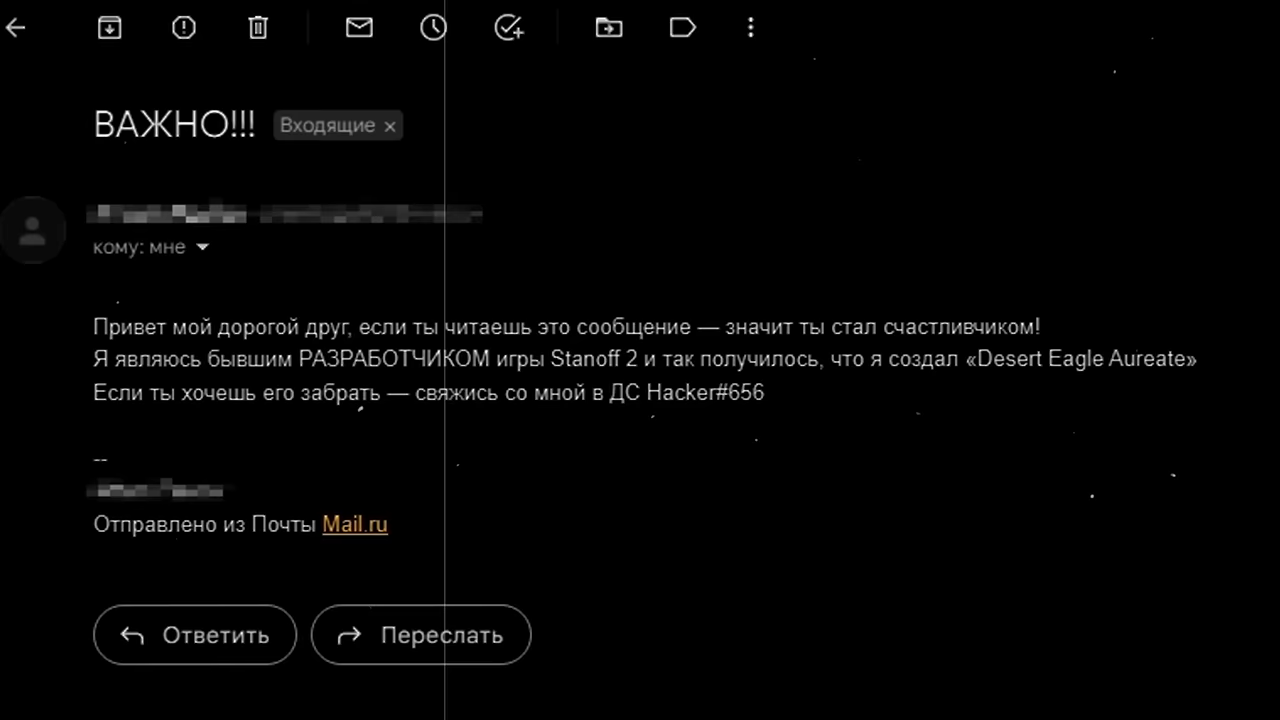 ВАЖНО!!! Входящие ×
кому: мне
Привет мой дорогой друг, если ты читаешь это сообщение — значит ты стал счастливчиком!
Я являюсь бывшим РАЗРАБОТЧИКОМ игры Stanoff 2 и так получилось, что я создал «Desert Eagle Aureate»
Если ты хочешь его забрать — свяжись со мной в ДС Hacker#656
--
Отправлено из Почты Mail.ru
Ответить Переслать